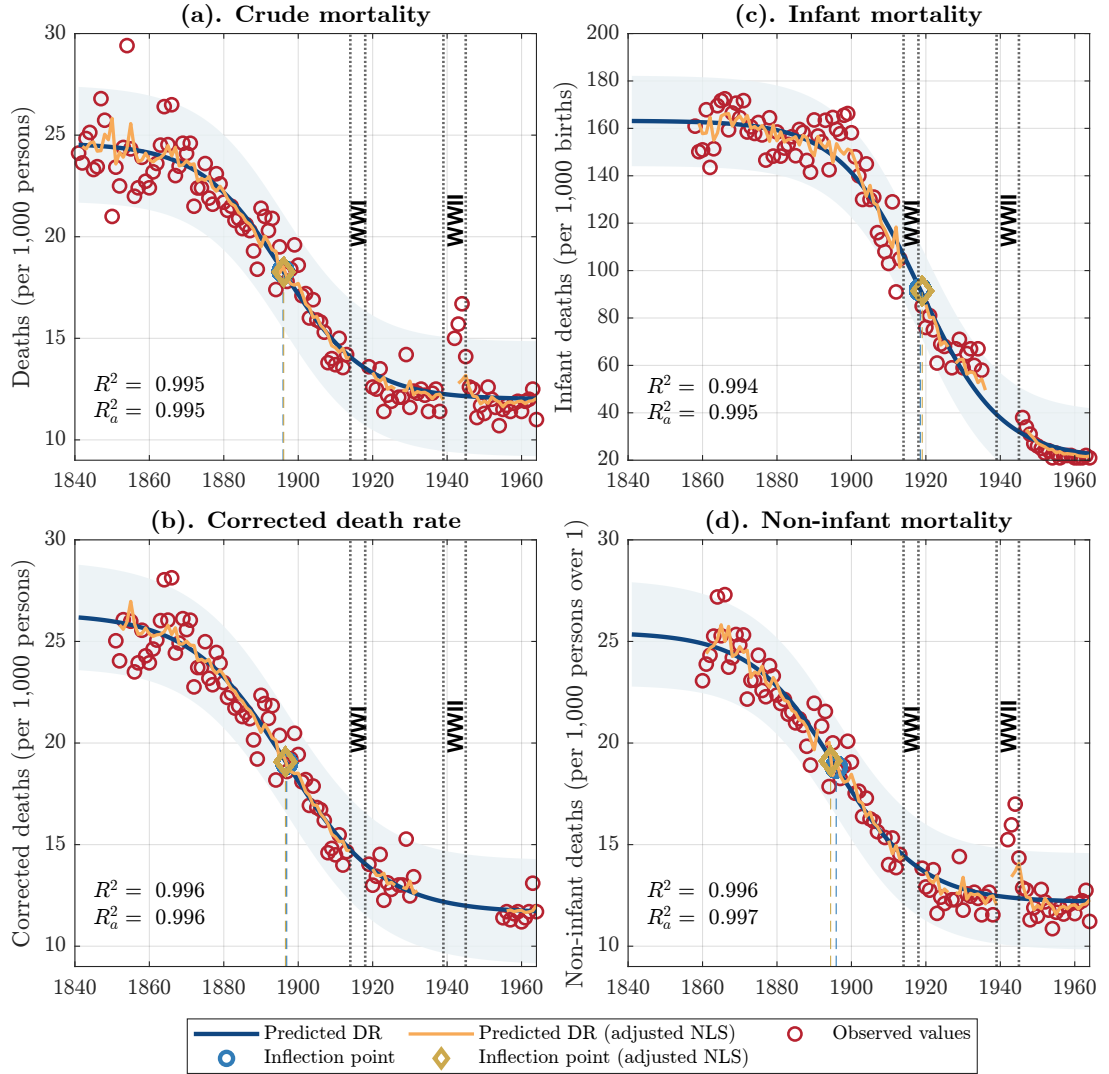 (a). Crude mortality
Deaths (per 1,000 persons)
30
25
20
15
10
WWI
WWII
R² = 0.995
R²ₐ = 0.995
1840 1860 1880 1900 1920 1940 1960
(c). Infant mortality
Infant deaths (per 1,000 births)
200
180
160
140
120
100
80
60
40
20
WWI
WWII
R² = 0.994
R²ₐ = 0.995
1840 1860 1880 1900 1920 1940 1960
(b). Corrected death rate
Corrected deaths (per 1,000 persons)
30
25
20
15
10
WWI
WWII
R² = 0.996
R²ₐ = 0.996
1840 1860 1880 1900 1920 1940 1960
(d). Non-infant mortality
Non-infant deaths (per 1,000 persons over 1)
30
25
20
15
10
WWI
WWII
R² = 0.996
R²ₐ = 0.997
1840 1860 1880 1900 1920 1940 1960
Predicted DR Predicted DR (adjusted NLS) Observed values
Inflection point Inflection point (adjusted NLS)